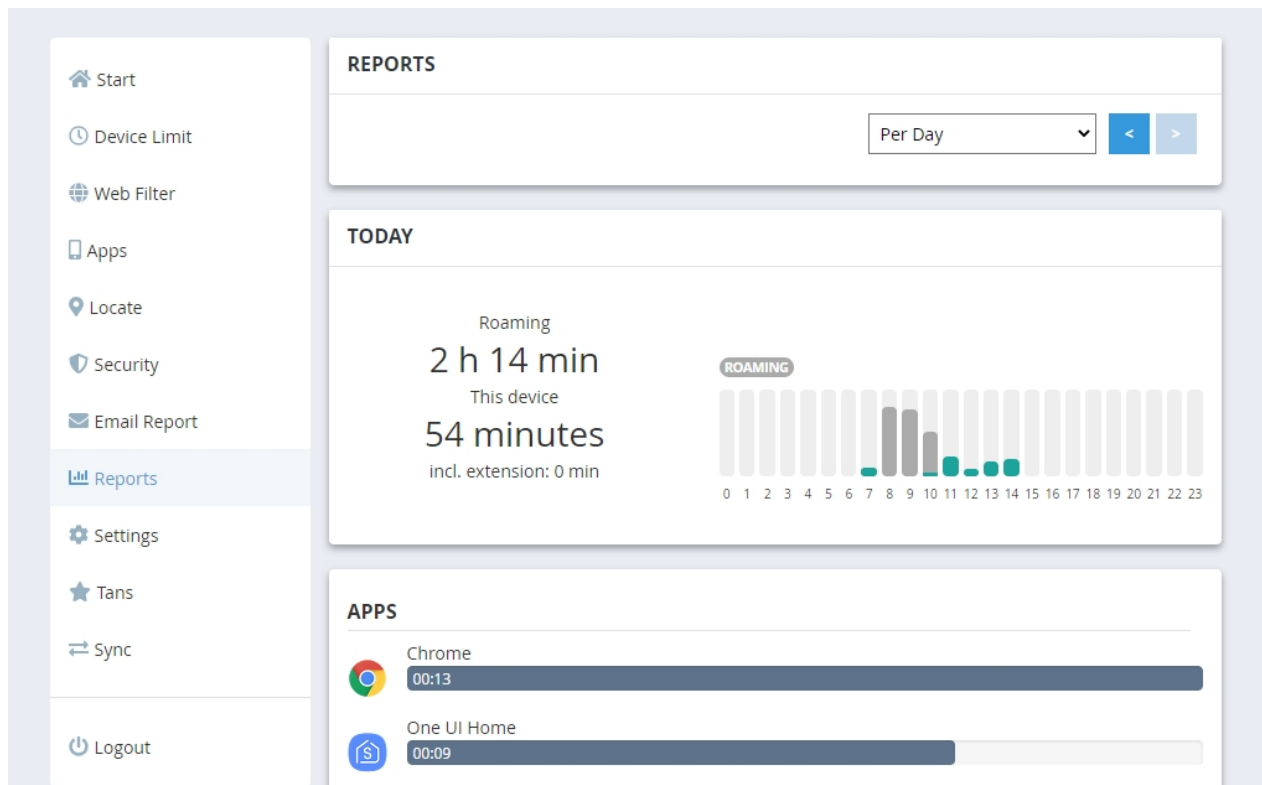 Start
Device Limit
Web Filter
Apps
Locate
Security
Email Report
Reports
Settings
Tans
Sync
Logout
REPORTS
Per Day
<
>
TODAY
Roaming
2 h 14 min
This device
54 minutes
incl. extension: 0 min
ROAMING
0 1 2 3 4 5 6 7 8 9 10 11 12 13 14 15 16 17 18 19 20 21 22 23
APPS
Chrome
00:13
One UI Home
00:09